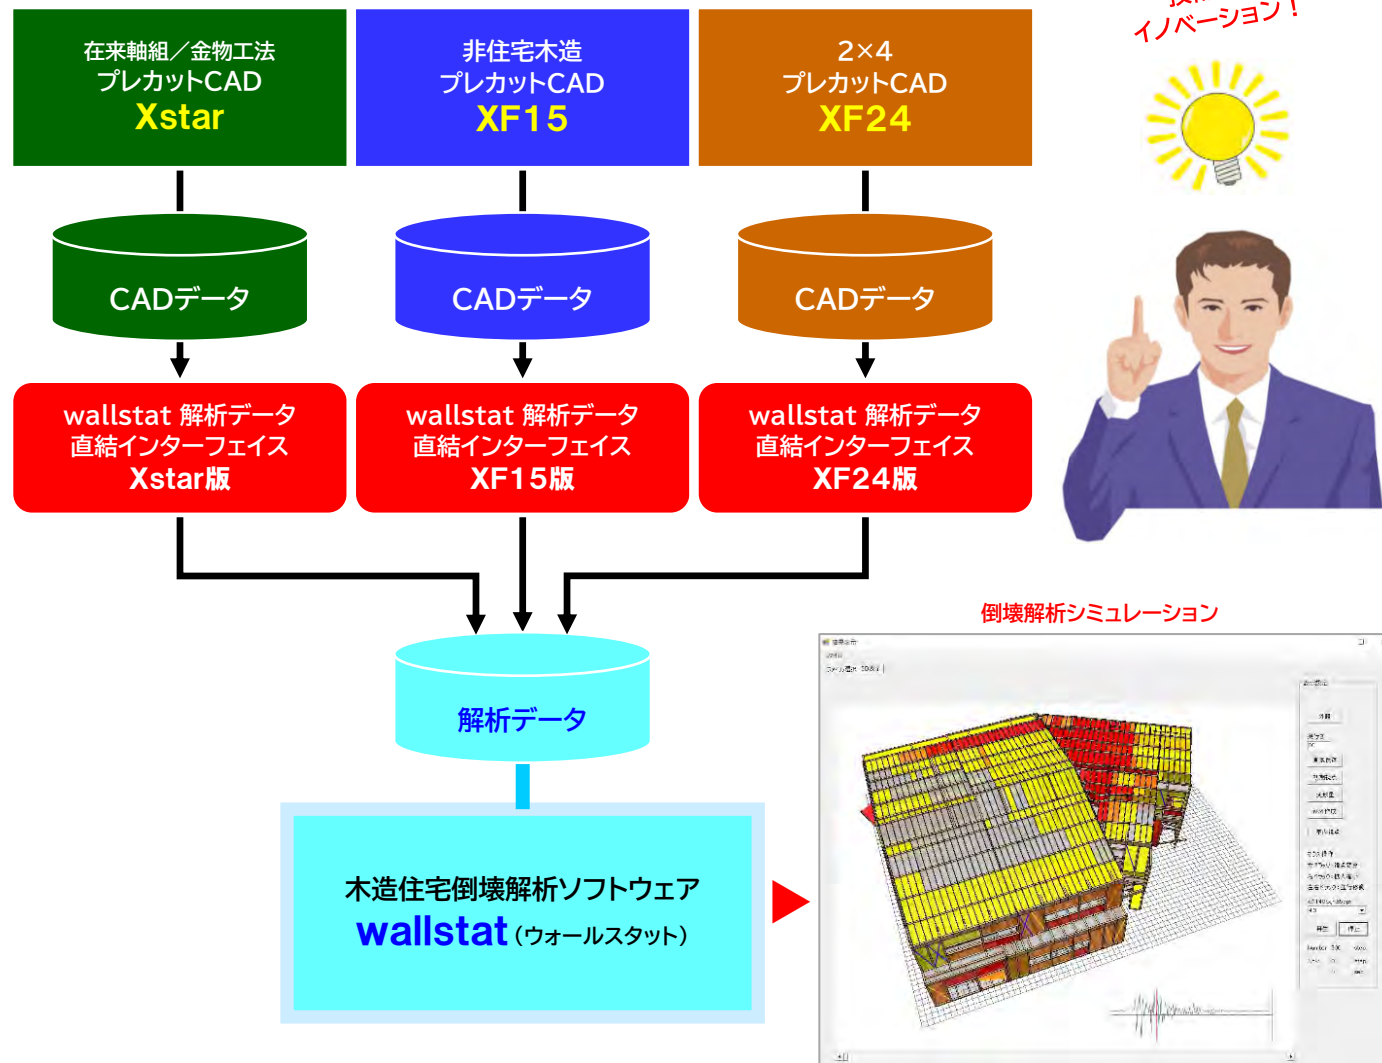 イノベーション!
在来軸組／金物工法
プレカットCAD
Xstar
非住宅木造
プレカットCAD
XF15
2×4
プレカットCAD
XF24
CADデータ
CADデータ
CADデータ
wallstat 解析データ
直結インターフェイス
Xstar版
wallstat 解析データ
直結インターフェイス
XF15版
wallstat 解析データ
直結インターフェイス
XF24版
解析データ
木造住宅倒壊解析ソフトウェア
wallstat（ウォールスタット）
倒壊解析シミュレーション